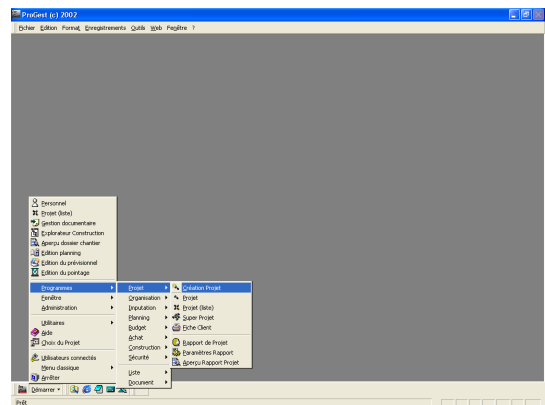 ProGest (c) 2002
Fichier Edition Format Enregistrements Outils Web Fenêtre ?
Personnel
Projet (liste)
Gestion documentaire
Explorateur Construction
Aperçu dossier chantier
Edition planning
Edition du prévisionnel
Edition du pointage
Programmes
Fenêtre
Administration
Utilitaires
Aide
Choix du Projet
Utilisateurs connectés
Menu classique
Arrêter
Projet
Organisation
Imputation
Planning
Budget
Achat
Construction
Sécurité
Liste
Document
Création Projet
Projet
Projet (liste)
Super Projet
Fiche Client
Rapport de Projet
Paramètres Rapport
Aperçu Rapport Projet
Démarrer
Prêt